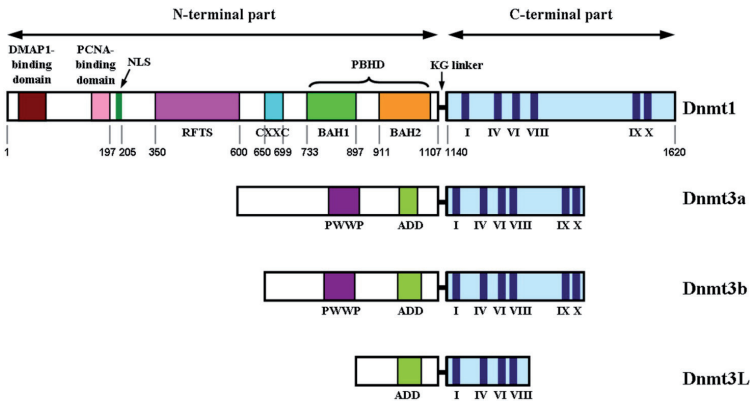 N-terminal part
C-terminal part
DMAP1-
binding
domain
PCNA-
binding
domain
NLS
PBHD
KG linker
Dnmt1
RFTS
CXXC
BAH1
BAH2
I IV VI VIII IX X
1 197 205 350 600 650 699 733 897 911 1107 1140 1620
Dnmt3a
PWWP ADD I IV VI VIII IX X
Dnmt3b
PWWP ADD I IV VI VIII IX X
Dnmt3L
ADD I IV VI VIII